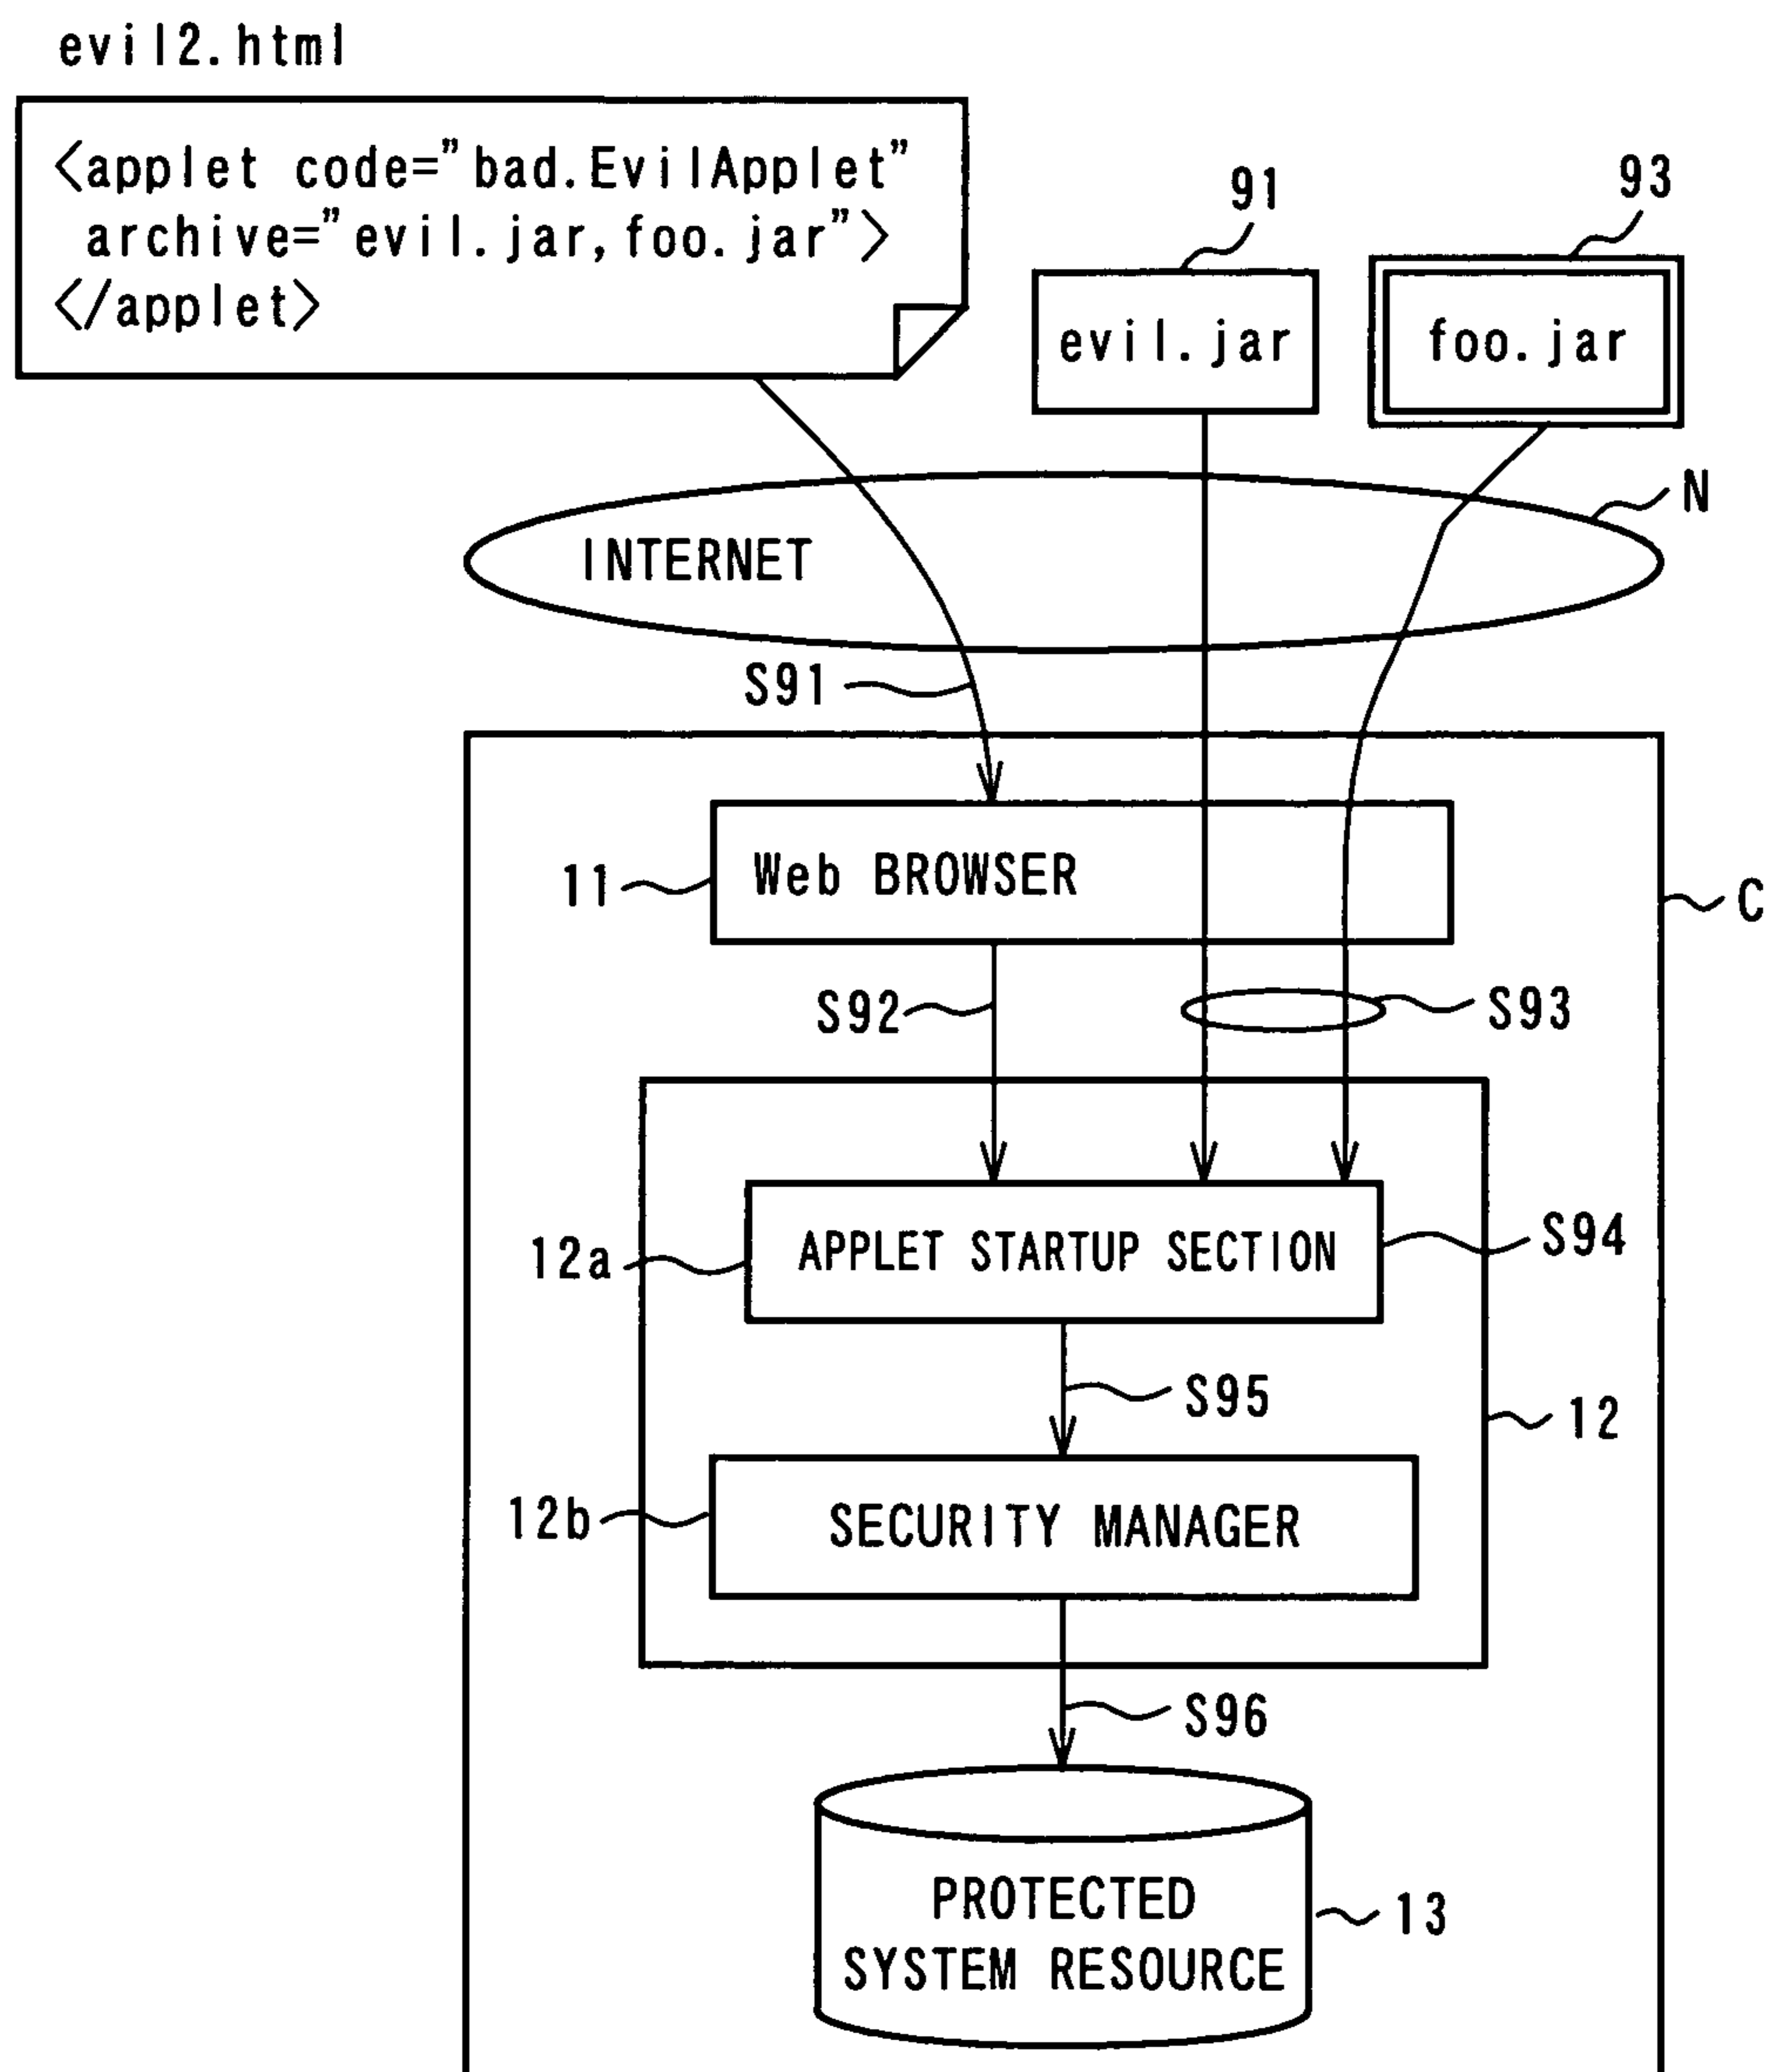 evil2.html
<applet code="bad.EvilApplet"
archive="evil.jar,foo.jar">
</applet>
91
93
evil.jar
foo.jar
N
INTERNET
S91
11
Web BROWSER
C
S92
S93
12a
APPLET STARTUP SECTION
S94
S95
12
12b
SECURITY MANAGER
S96
PROTECTED
SYSTEM RESOURCE
13